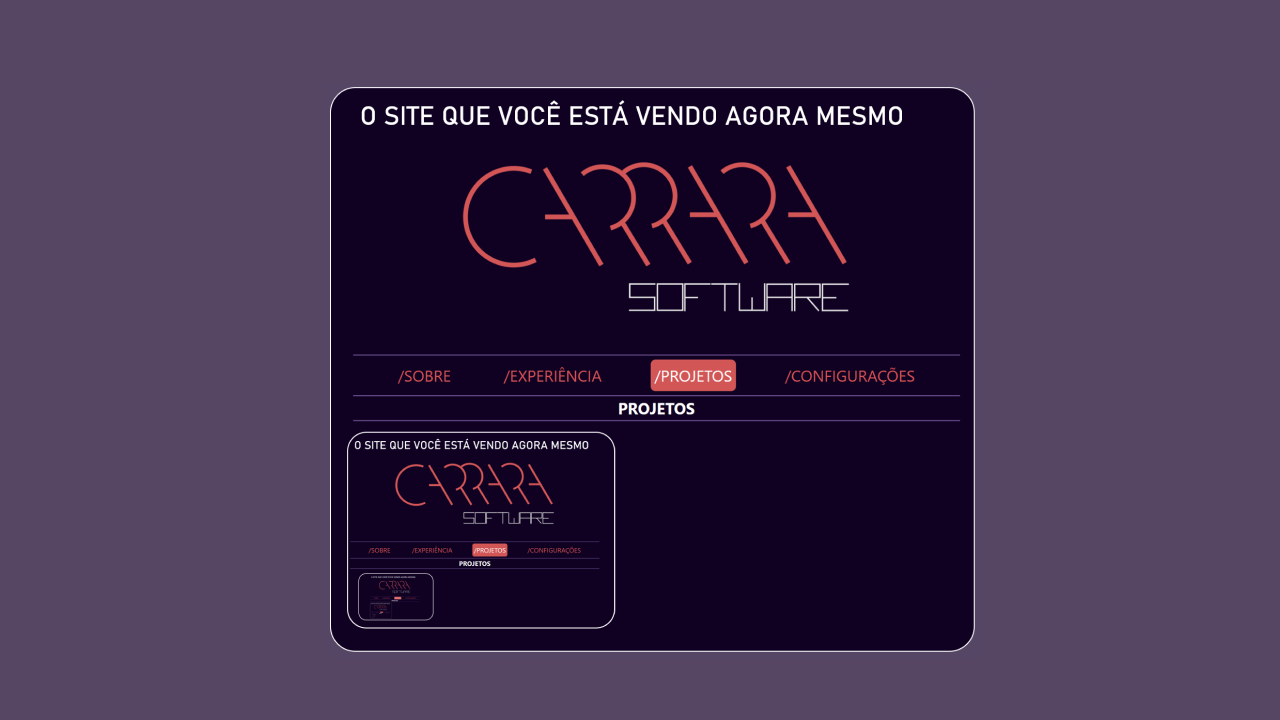 O SITE QUE VOCÊ ESTÁ VENDO AGORA MESMO
CARRARA
SOFTWARE
/SOBRE /EXPERIÊNCIA /PROJETOS /CONFIGURAÇÕES
PROJETOS
O SITE QUE VOCÊ ESTÁ VENDO AGORA MESMO
CARRARA
SOFTWARE
/SOBRE /EXPERIÊNCIA /PROJETOS /CONFIGURAÇÕES
PROJETOS
CARRARA